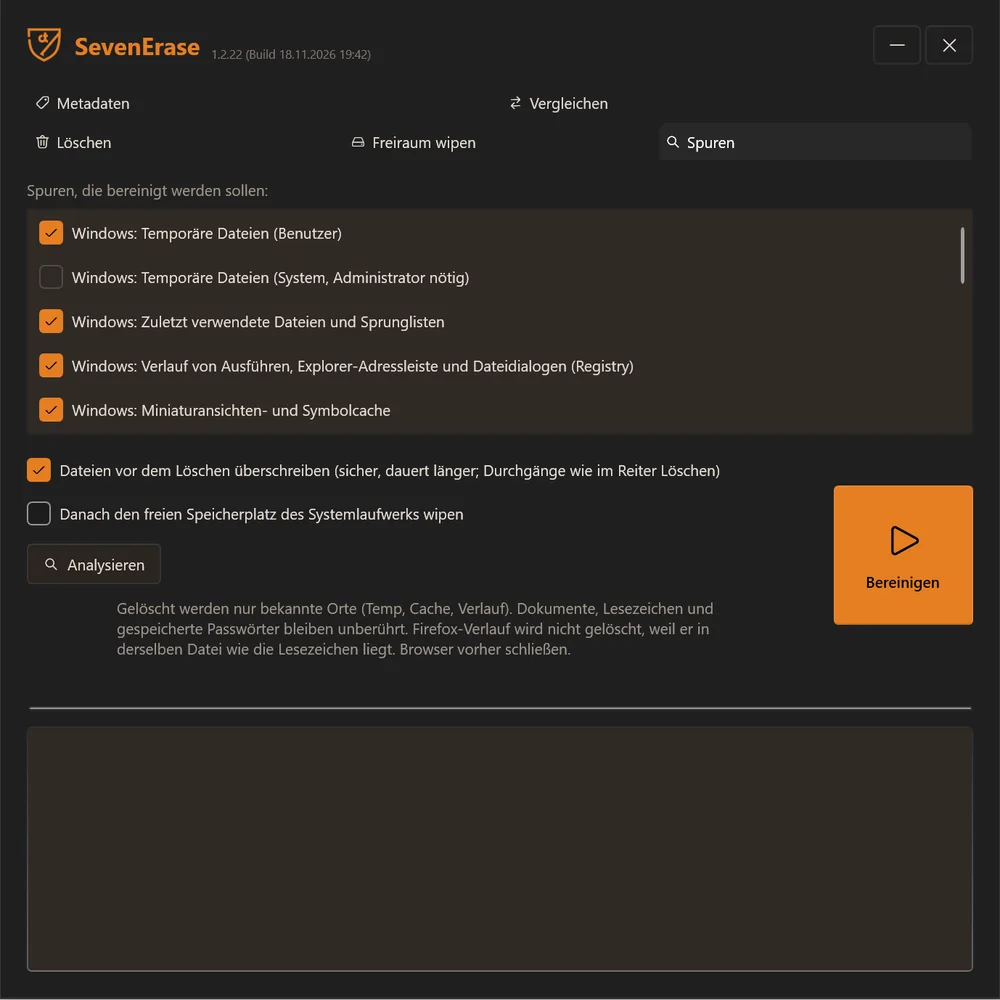 SevenErase 1.2.22 (Build 18.11.2026 19:42)
Metadaten
Vergleichen
Löschen
Freiraum wipen
Spuren
Spuren, die bereinigt werden sollen:
Windows: Temporäre Dateien (Benutzer)
Windows: Temporäre Dateien (System, Administrator nötig)
Windows: Zuletzt verwendete Dateien und Sprunglisten
Windows: Verlauf von Ausführen, Explorer-Adressleiste und Dateidialogen (Registry)
Windows: Miniaturansichten- und Symbolcache
Dateien vor dem Löschen überschreiben (sicher, dauert länger; Durchgänge wie im Reiter Löschen)
Danach den freien Speicherplatz des Systemlaufwerks wipen
Analysieren
Bereinigen
Gelöscht werden nur bekannte Orte (Temp, Cache, Verlauf). Dokumente, Lesezeichen und
gespeicherte Passwörter bleiben unberührt. Firefox-Verlauf wird nicht gelöscht, weil er in
derselben Datei wie die Lesezeichen liegt. Browser vorher schließen.